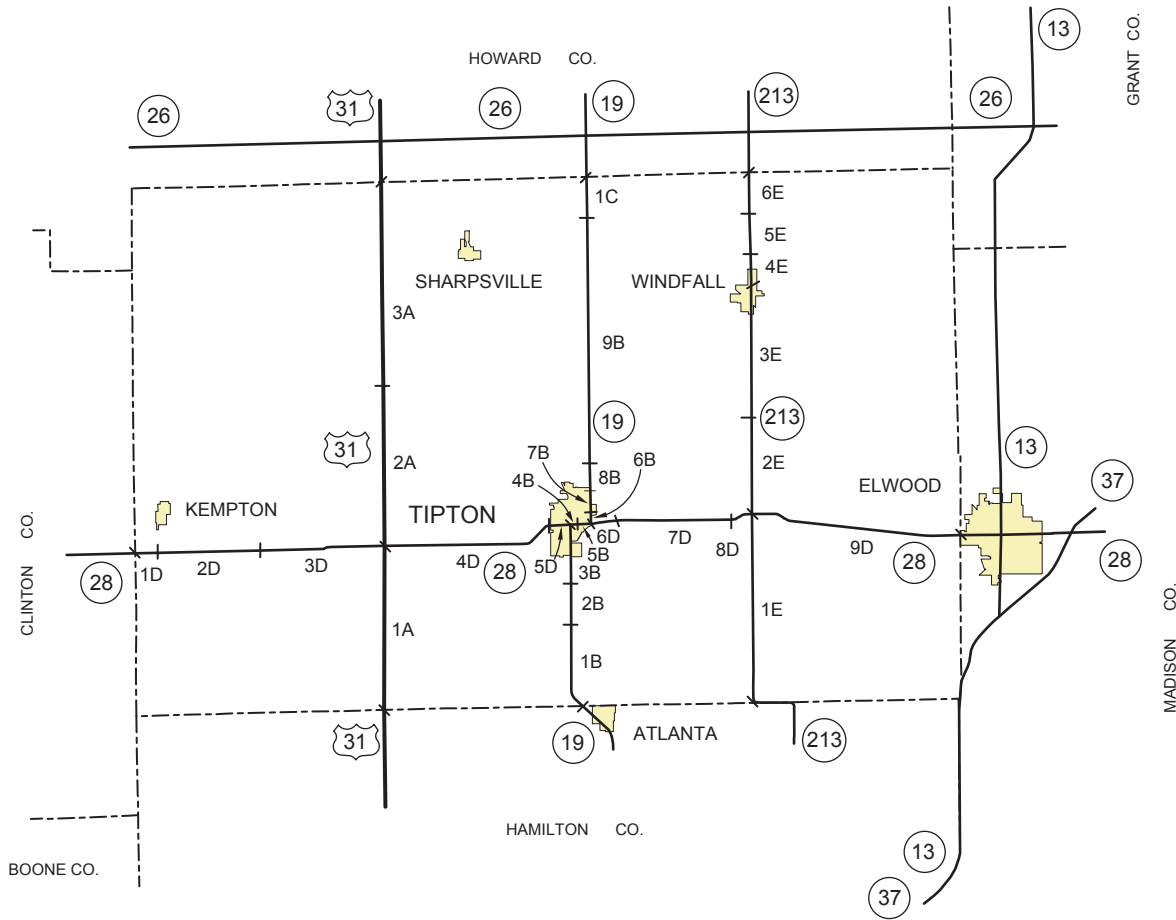 13
GRANT CO.
HOWARD CO.
26
31
26
19
213
26
1C
6E
5E
4E
SHARPSVILLE
WINDFALL
3A
9B
3E
19
213
31
13
7B
6B
2A
8B
2E
37
4B
ELWOOD
KEMPTON
TIPTON
CLINTON CO.
28
1D
2D
3D
4D
28
5D
6D
5B
7D
8D
9D
28
28
3B
2B
1A
1E
1B
MADISON CO.
31
19
ATLANTA
213
HAMILTON CO.
13
BOONE CO.
37